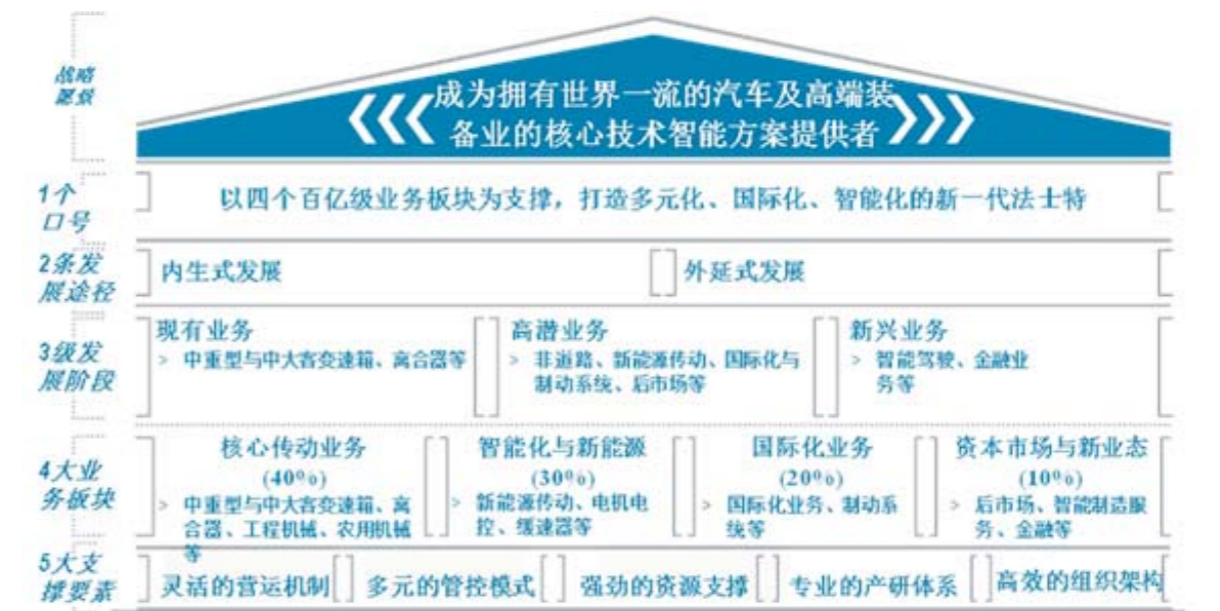 战略
愿景
成为拥有世界一流的汽车及高端装
备业的核心技术智能方案提供者
1个
口号
以四个百亿级业务板块为支撑，打造多元化、国际化、智能化的新一代法士特
2条发
展途径
内生式发展
外延式发展
3级发
展阶段
现有业务
> 中重型与中大客变速箱、离合器等
高潜业务
> 非道路、新能源传动、国际化与
制动系统、后市场等
新兴业务
> 智能驾驶、金融业
务等
4大业
务板块
核心传动业务
(40%)
> 中重型与中大客变速箱、离
合器、工程机械、农用机械
等
智能化与新能源
(30%)
> 新能源传动、电机电
控、缓速器等
国际化业务
(20%)
> 国际化业务、制动系
统等
资本市场与新业态
(10%)
> 后市场、智能制造服
务、金融等
5大支
撑要素
灵活的营运机制
多元的管控模式
强劲的资源支撑
专业的产研体系
高效的组织架构